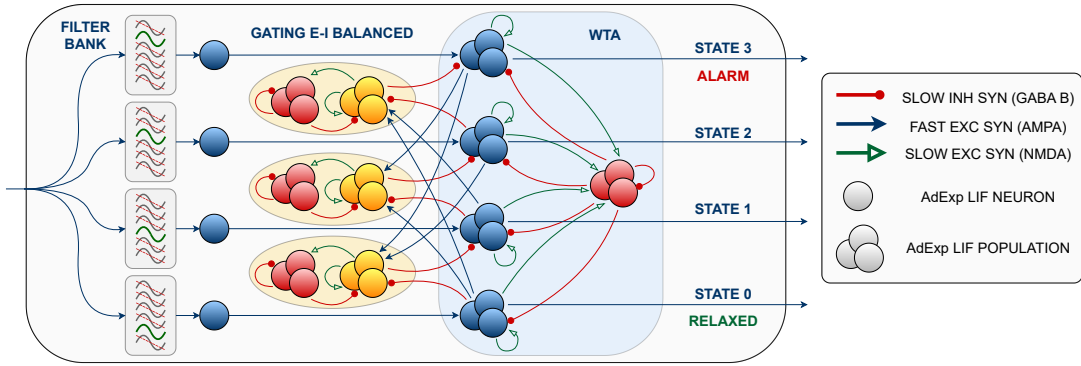 FILTER
BANK
GATING E-I BALANCED
WTA
STATE 3
ALARM
STATE 2
STATE 1
STATE 0
RELAXED
SLOW INH SYN (GABA B)
FAST EXC SYN (AMPA)
SLOW EXC SYN (NMDA)
AdExp LIF NEURON
AdExp LIF POPULATION